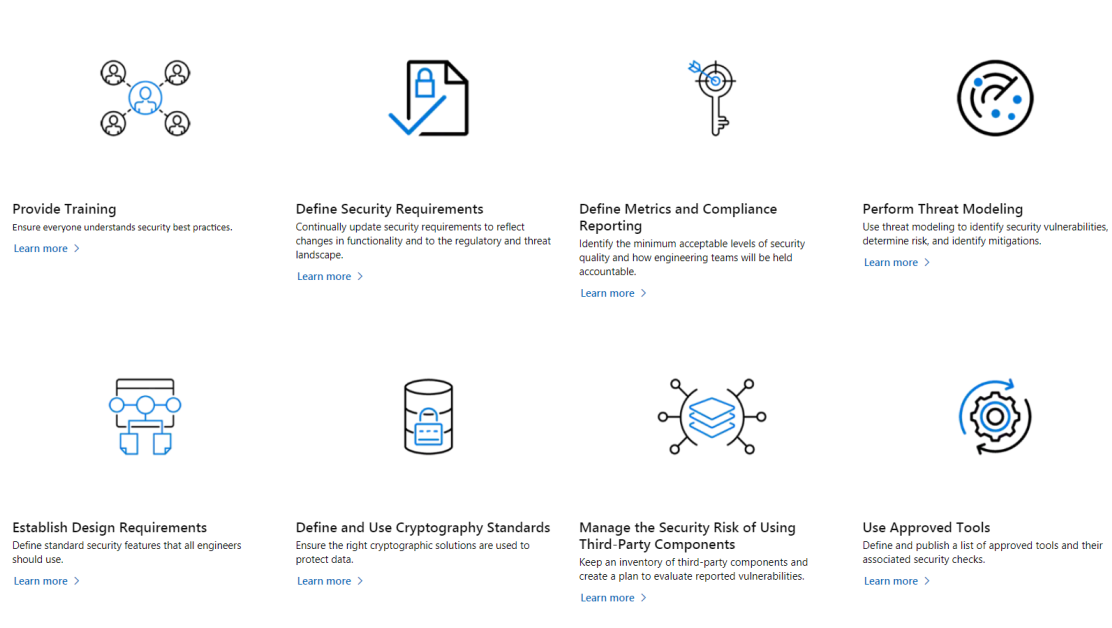 Provide Training
Ensure everyone understands security best practices.
Learn more
Define Security Requirements
Continually update security requirements to reflect
changes in functionality and to the regulatory and threat
landscape.
Learn more
Define Metrics and Compliance
Reporting
Identify the minimum acceptable levels of security
quality and how engineering teams will be held
accountable.
Learn more
Perform Threat Modeling
Use threat modeling to identify security vulnerabilities,
determine risk, and identify mitigations.
Learn more
Establish Design Requirements
Define standard security features that all engineers
should use.
Learn more
Define and Use Cryptography Standards
Ensure the right cryptographic solutions are used to
protect data.
Learn more
Manage the Security Risk of Using
Third-Party Components
Keep an inventory of third-party components and
create a plan to evaluate reported vulnerabilities.
Learn more
Use Approved Tools
Define and publish a list of approved tools and their
associated security checks.
Learn more